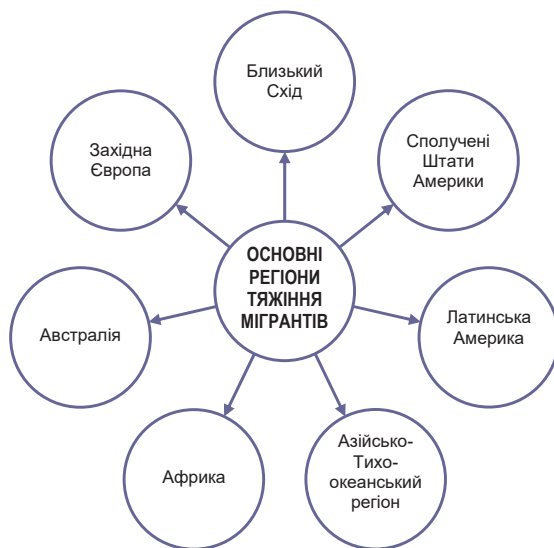 Близький
Схід
Сполучені
Штати
Америки
Західна
Європа
ОСНОВНІ
РЕГІОНИ
ТЯЖІННЯ
МІГРАНТІВ
Латинська
Америка
Австралія
Азійсько-
Тихо-
океанський
регіон
Африка